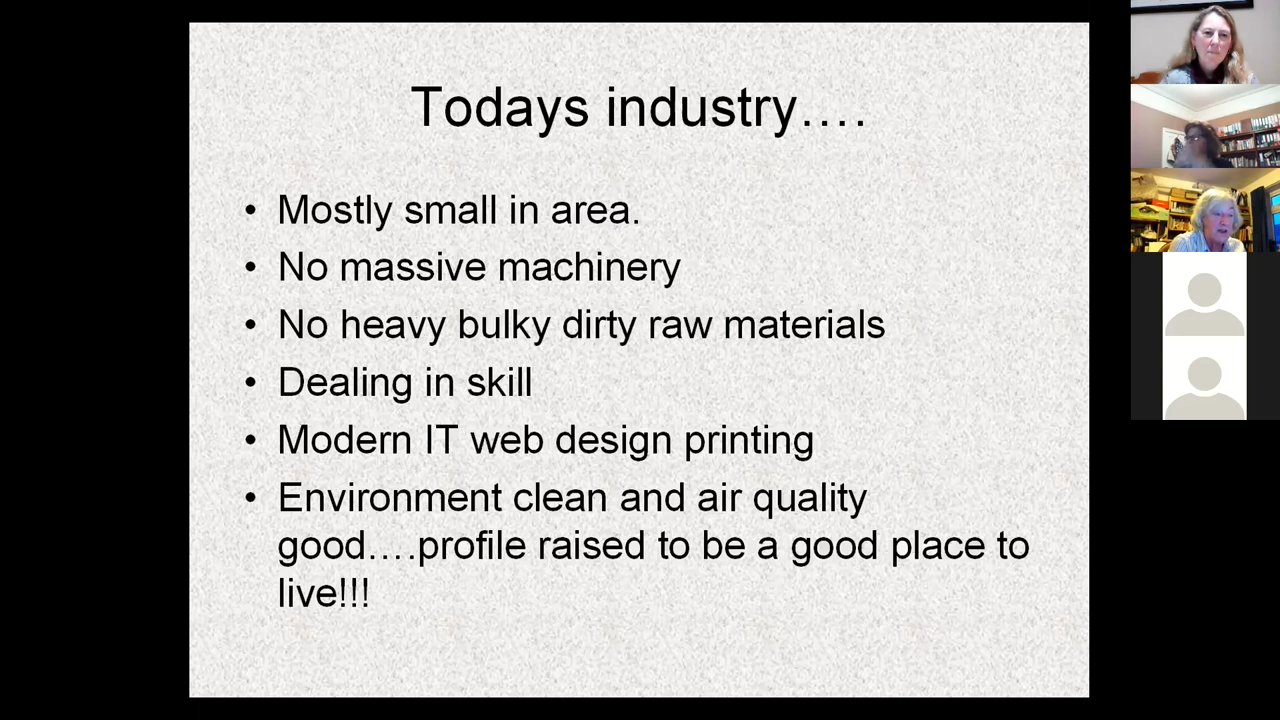 Todays industry….
• Mostly small in area.
• No massive machinery
• No heavy bulky dirty raw materials
• Dealing in skill
• Modern IT web design printing
• Environment clean and air quality
good….profile raised to be a good place to
live!!!